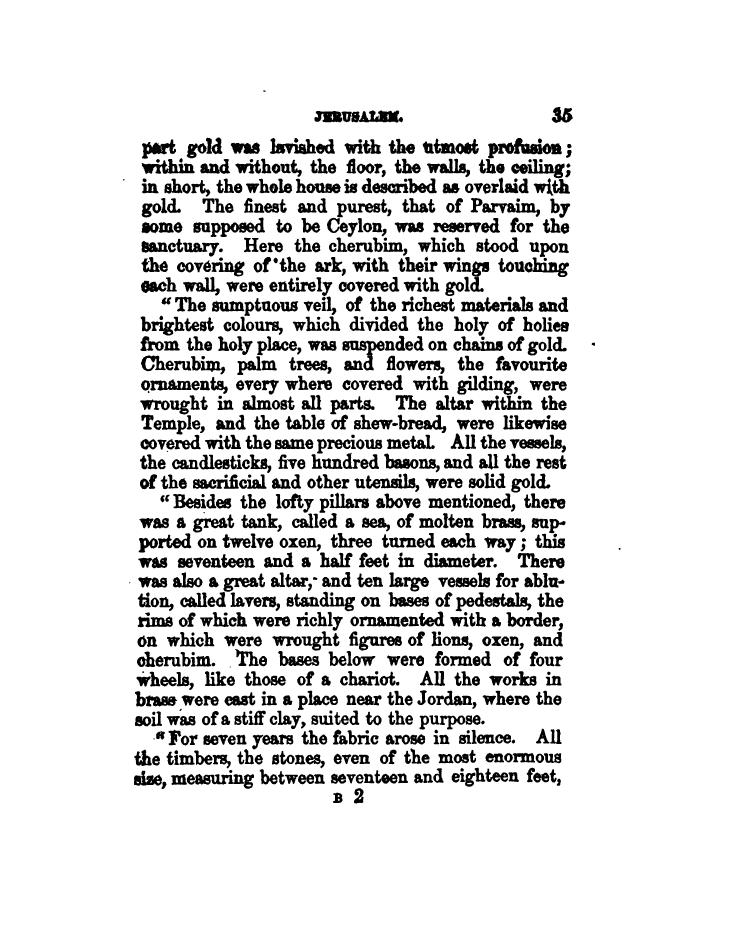 JERUSALEM. 35
part gold was lavished with the utmost profusion;
within and without, the floor, the walls, the ceiling;
in short, the whole house is described as overlaid with
gold. The finest and purest, that of Parvaim, by
some supposed to be Ceylon, was reserved for the
sanctuary. Here the cherubim, which stood upon
the covering of the ark, with their wings touching
each wall, were entirely covered with gold.
“The sumptuous veil, of the richest materials and
brightest colours, which divided the holy of holies
from the holy place, was suspended on chains of gold.
Cherubim, palm trees, and flowers, the favourite
ornaments, every where covered with gilding, were
wrought in almost all parts. The altar within the
Temple, and the table of shew-bread, were likewise
covered with the same precious metal. All the vessels,
the candlesticks, five hundred basons, and all the rest
of the sacrificial and other utensils, were solid gold.
“Besides the lofty pillars above mentioned, there
was a great tank, called a sea, of molten brass, sup-
ported on twelve oxen, three turned each way; this
was seventeen and a half feet in diameter. There
was also a great altar, and ten large vessels for ablu-
tion, called lavers, standing on bases of pedestals, the
rims of which were richly ornamented with a border,
on which were wrought figures of lions, oxen, and
cherubim. The bases below were formed of four
wheels, like those of a chariot. All the works in
brass were cast in a place near the Jordan, where the
soil was of a stiff clay, suited to the purpose.
“For seven years the fabric arose in silence. All
the timbers, the stones, even of the most enormous
size, measuring between seventeen and eighteen feet,
B 2